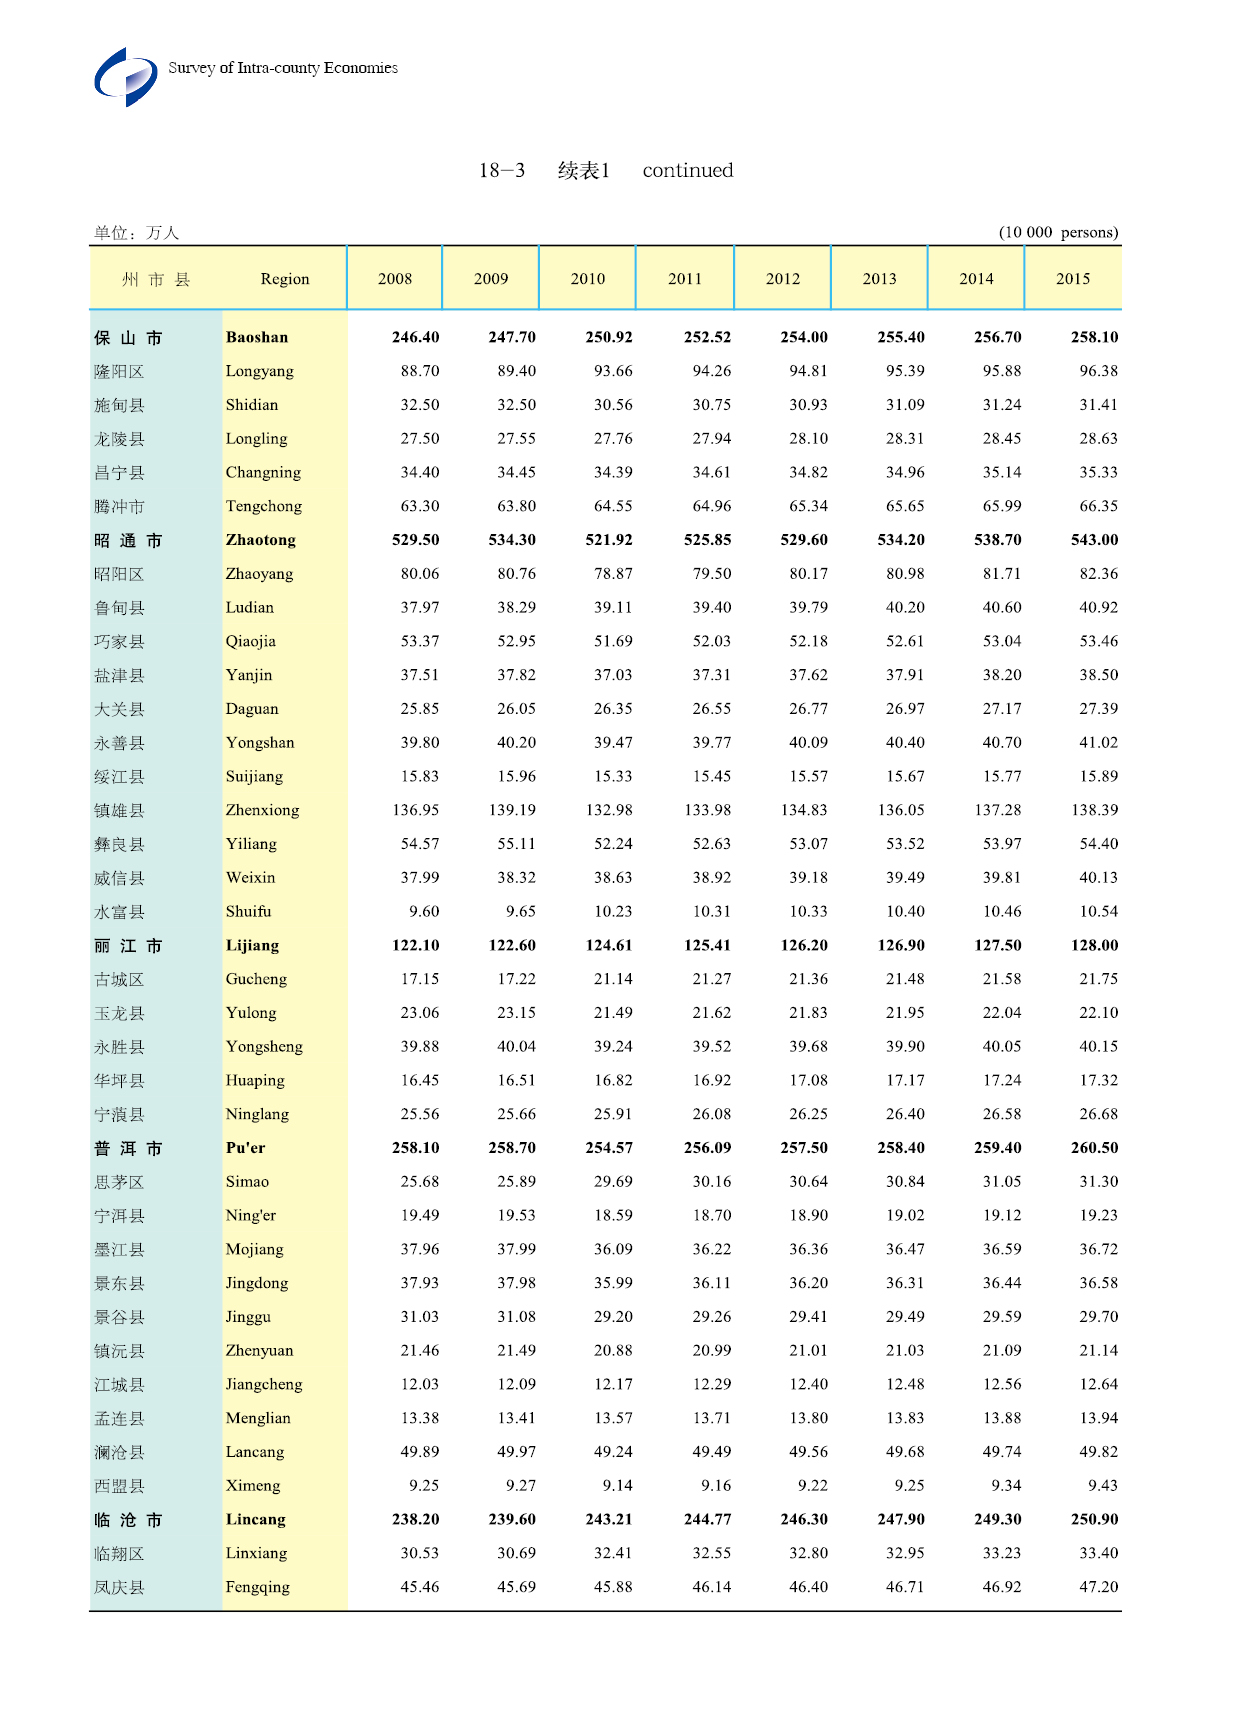 Survey of Intra-county Economies
18-3 续表1 continued
单位：万人 (10 000 persons)
州 市 县 Region 2008 2009 2010 2011 2012 2013 2014 2015
保 山 市 Baoshan 246.40 247.70 250.92 252.52 254.00 255.40 256.70 258.10
隆阳区 Longyang 88.70 89.40 93.66 94.26 94.81 95.39 95.88 96.38
施甸县 Shidian 32.50 32.50 30.56 30.75 30.93 31.09 31.24 31.41
龙陵县 Longling 27.50 27.55 27.76 27.94 28.10 28.31 28.45 28.63
昌宁县 Changning 34.40 34.45 34.39 34.61 34.82 34.96 35.14 35.33
腾冲市 Tengchong 63.30 63.80 64.55 64.96 65.34 65.65 65.99 66.35
昭 通 市 Zhaotong 529.50 534.30 521.92 525.85 529.60 534.20 538.70 543.00
昭阳区 Zhaoyang 80.06 80.76 78.87 79.50 80.17 80.98 81.71 82.36
鲁甸县 Ludian 37.97 38.29 39.11 39.40 39.79 40.20 40.60 40.92
巧家县 Qiaojia 53.37 52.95 51.69 52.03 52.18 52.61 53.04 53.46
盐津县 Yanjin 37.51 37.82 37.03 37.31 37.62 37.91 38.20 38.50
大关县 Daguan 25.85 26.05 26.35 26.55 26.77 26.97 27.17 27.39
永善县 Yongshan 39.80 40.20 39.47 39.77 40.09 40.40 40.70 41.02
绥江县 Suijiang 15.83 15.96 15.33 15.45 15.57 15.67 15.77 15.89
镇雄县 Zhenxiong 136.95 139.19 132.98 133.98 134.83 136.05 137.28 138.39
彝良县 Yiliang 54.57 55.11 52.24 52.63 53.07 53.52 53.97 54.40
威信县 Weixin 37.99 38.32 38.63 38.92 39.18 39.49 39.81 40.13
水富县 Shuifu 9.60 9.65 10.23 10.31 10.33 10.40 10.46 10.54
丽 江 市 Lijiang 122.10 122.60 124.61 125.41 126.20 126.90 127.50 128.00
古城区 Gucheng 17.15 17.22 21.14 21.27 21.36 21.48 21.58 21.75
玉龙县 Yulong 23.06 23.15 21.49 21.62 21.83 21.95 22.04 22.10
永胜县 Yongsheng 39.88 40.04 39.24 39.52 39.68 39.90 40.05 40.15
华坪县 Huaping 16.45 16.51 16.82 16.92 17.08 17.17 17.24 17.32
宁蒗县 Ninglang 25.56 25.66 25.91 26.08 26.25 26.40 26.58 26.68
普 洱 市 Pu'er 258.10 258.70 254.57 256.09 257.50 258.40 259.40 260.50
思茅区 Simao 25.68 25.89 29.69 30.16 30.64 30.84 31.05 31.30
宁洱县 Ning'er 19.49 19.53 18.59 18.70 18.90 19.02 19.12 19.23
墨江县 Mojiang 37.96 37.99 36.09 36.22 36.36 36.47 36.59 36.72
景东县 Jingdong 37.93 37.98 35.99 36.11 36.20 36.31 36.44 36.58
景谷县 Jinggu 31.03 31.08 29.20 29.26 29.41 29.49 29.59 29.70
镇沅县 Zhenyuan 21.46 21.49 20.88 20.99 21.01 21.03 21.09 21.14
江城县 Jiangcheng 12.03 12.09 12.17 12.29 12.40 12.48 12.56 12.64
孟连县 Menglian 13.38 13.41 13.57 13.71 13.80 13.83 13.88 13.94
澜沧县 Lancang 49.89 49.97 49.24 49.49 49.56 49.68 49.74 49.82
西盟县 Ximeng 9.25 9.27 9.14 9.16 9.22 9.25 9.34 9.43
临 沧 市 Lincang 238.20 239.60 243.21 244.77 246.30 247.90 249.30 250.90
临翔区 Linxiang 30.53 30.69 32.41 32.55 32.80 32.95 33.23 33.40
凤庆县 Fengqing 45.46 45.69 45.88 46.14 46.40 46.71 46.92 47.20